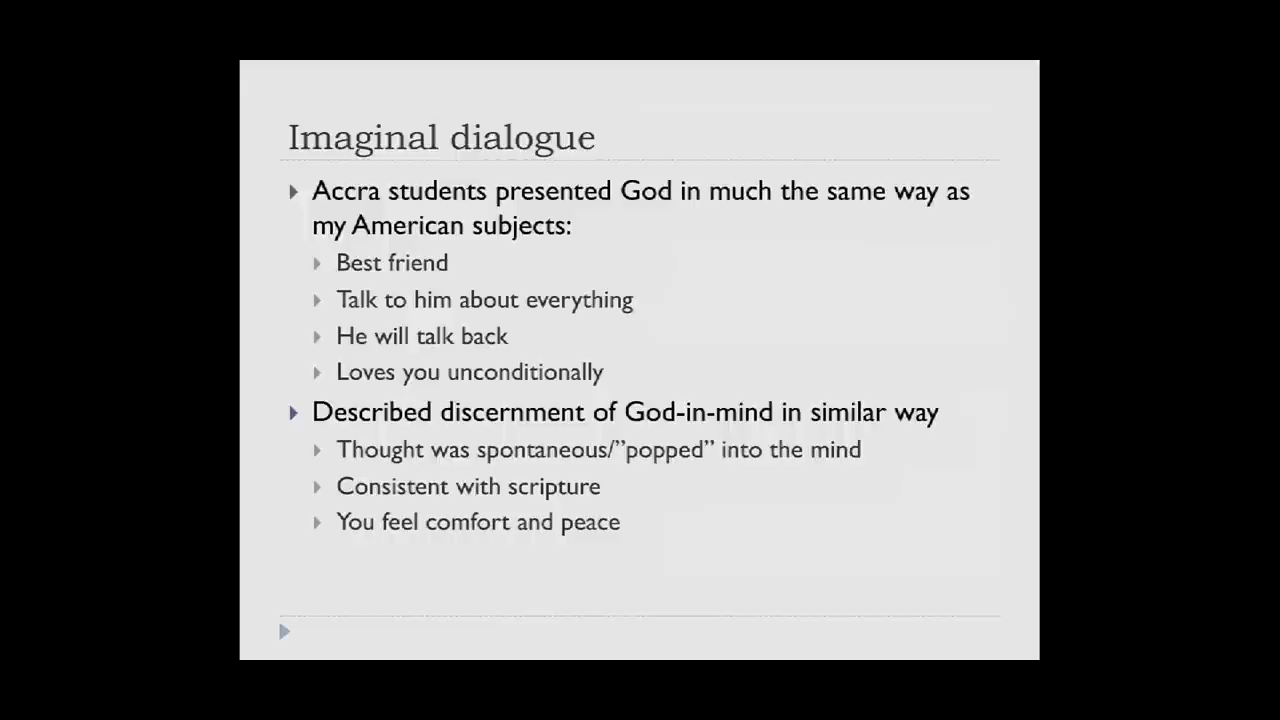 Imaginal dialogue
Accra students presented God in much the same way as
my American subjects:
Best friend
Talk to him about everything
He will talk back
Loves you unconditionally
Described discernment of God-in-mind in similar way
Thought was spontaneous/”popped” into the mind
Consistent with scripture
You feel comfort and peace